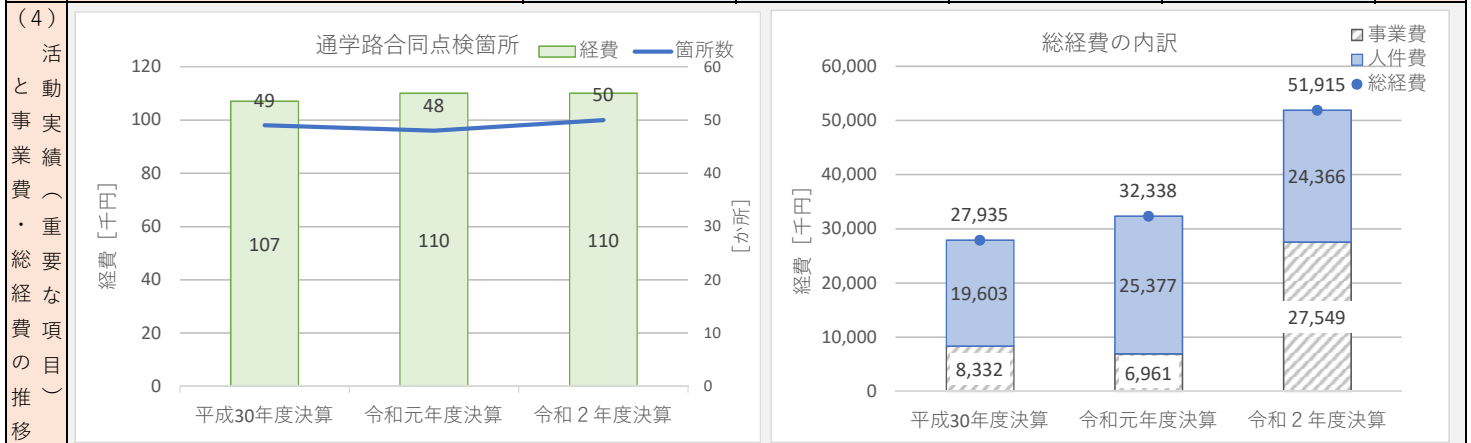 (4)活動実績(重要な項目)
と事業費・総経費の推移
通学路合同点検箇所
経費 箇所数
経費[千円]
120
100
80
60
40
20
0
49 48 50
107 110 110
60
50
40
30
20
10
0
[か所]
平成30年度決算 令和元年度決算 令和2年度決算
総経費の内訳
事業費
人件費
総経費
経費[千円]
60,000
50,000
40,000
30,000
20,000
10,000
0
27,935 32,338 51,915
19,603 25,377 24,366
8,332 6,961 27,549
平成30年度決算 令和元年度決算 令和2年度決算